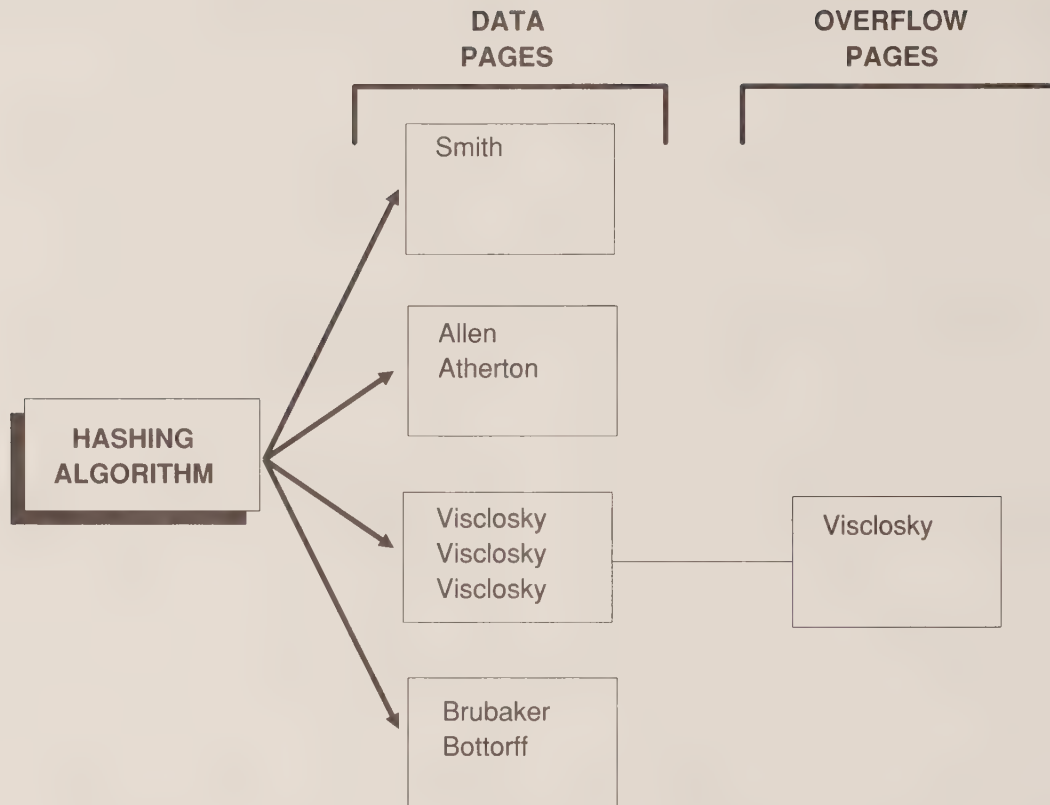 DATA
PAGES
OVERFLOW
PAGES
Smith
Allen
Atherton
HASHING
ALGORITHM
Visclosky
Visclosky
Visclosky
Visclosky
Brubaker
Bottorff